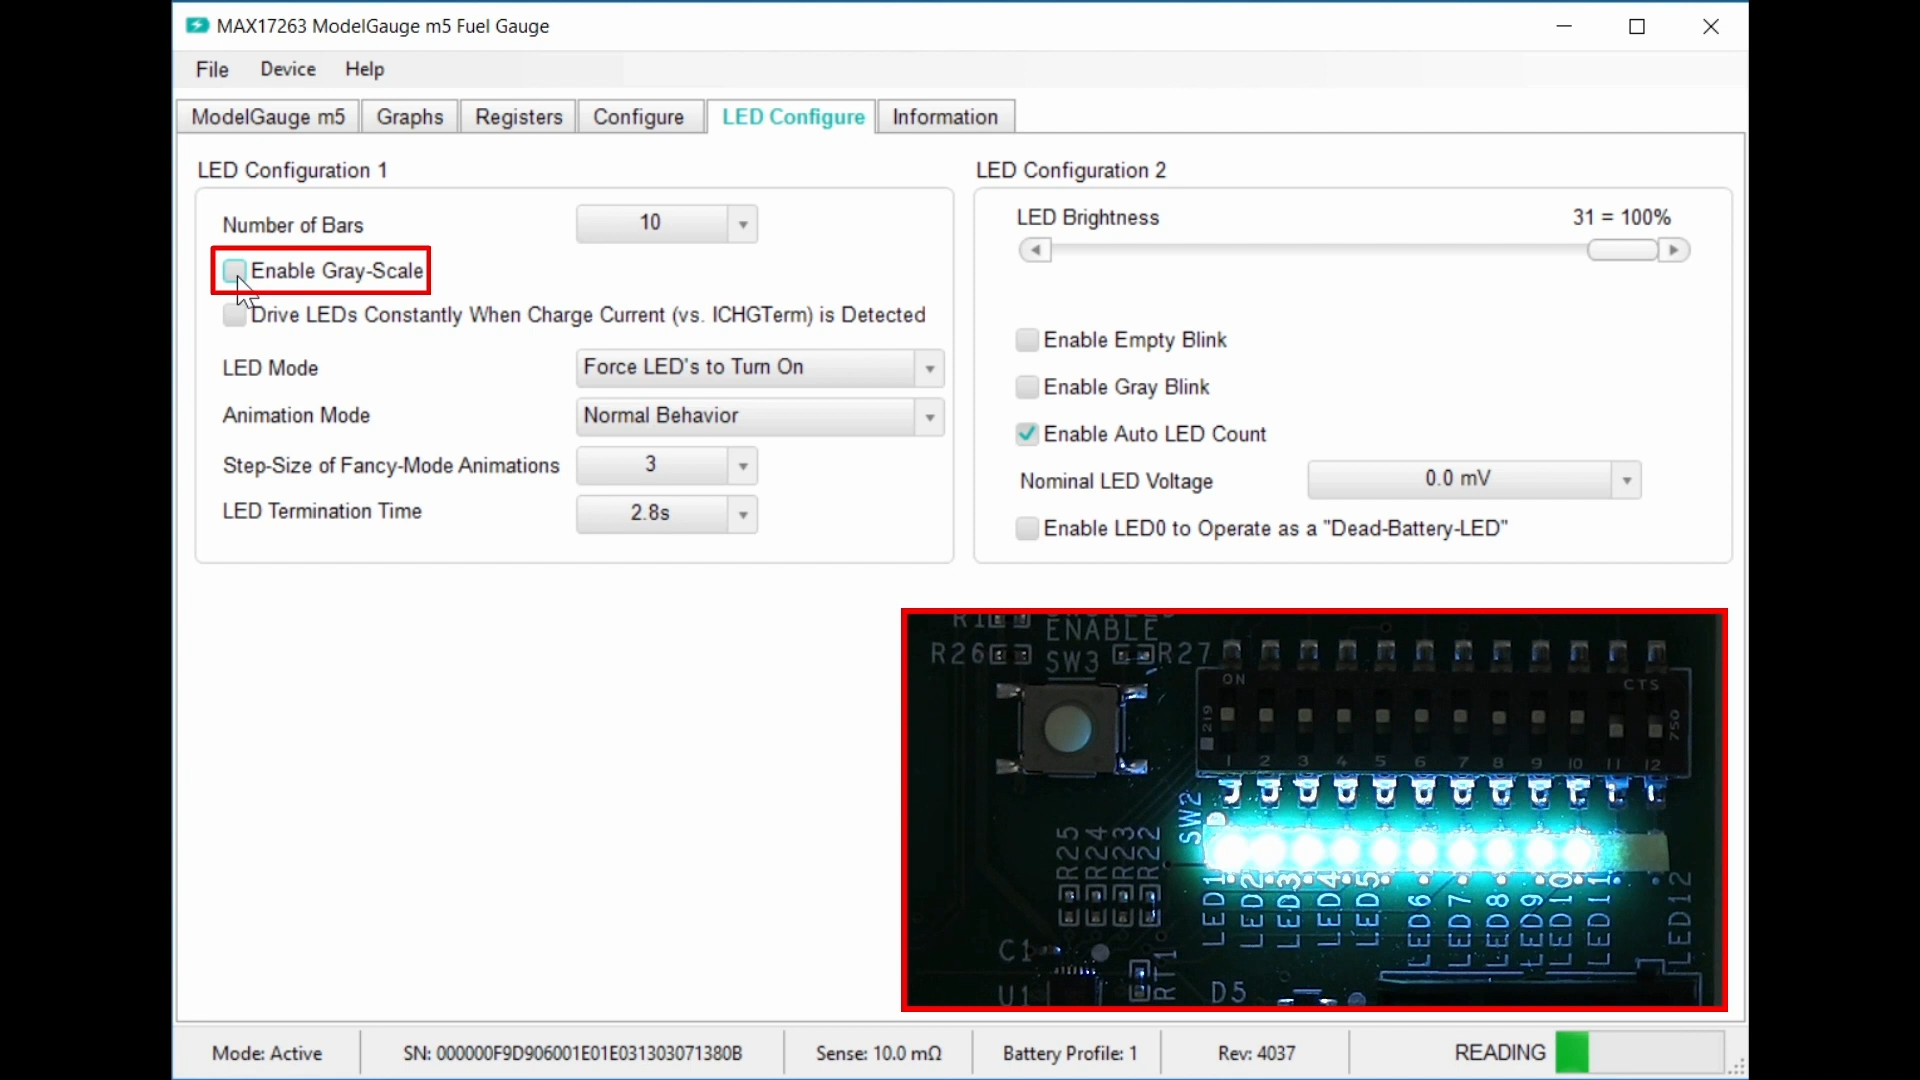 MAX17263 ModelGauge m5 Fuel Gauge
File Device Help
ModelGauge m5 Graphs Registers Configure LED Configure Information
LED Configuration 1
Number of Bars 10
Enable Gray-Scale
Drive LEDs Constantly When Charge Current (vs. ICHGTerm) is Detected
LED Mode Force LED's to Turn On
Animation Mode Normal Behavior
Step-Size of Fancy-Mode Animations 3
LED Termination Time 2.8s
LED Configuration 2
LED Brightness 31 = 100%
Enable Empty Blink
Enable Gray Blink
Enable Auto LED Count
Nominal LED Voltage 0.0 mV
Enable LED0 to Operate as a "Dead-Battery-LED"
ENABLE
R26 SW3 R27
ON CTS
219 750
1 2 3 4 5 6 7 8 9 10 11 12
SW2
R25 R24 R23 R22
LED1 LED2 LED3 LED4 LED5 LED6 LED7 LED8 LED9 LED10 LED11 LED12
C1
U1 RT1 D5
Mode: Active SN: 000000F9D906001E01E031303071380B Sense: 10.0 mΩ Battery Profile: 1 Rev: 4037 READING